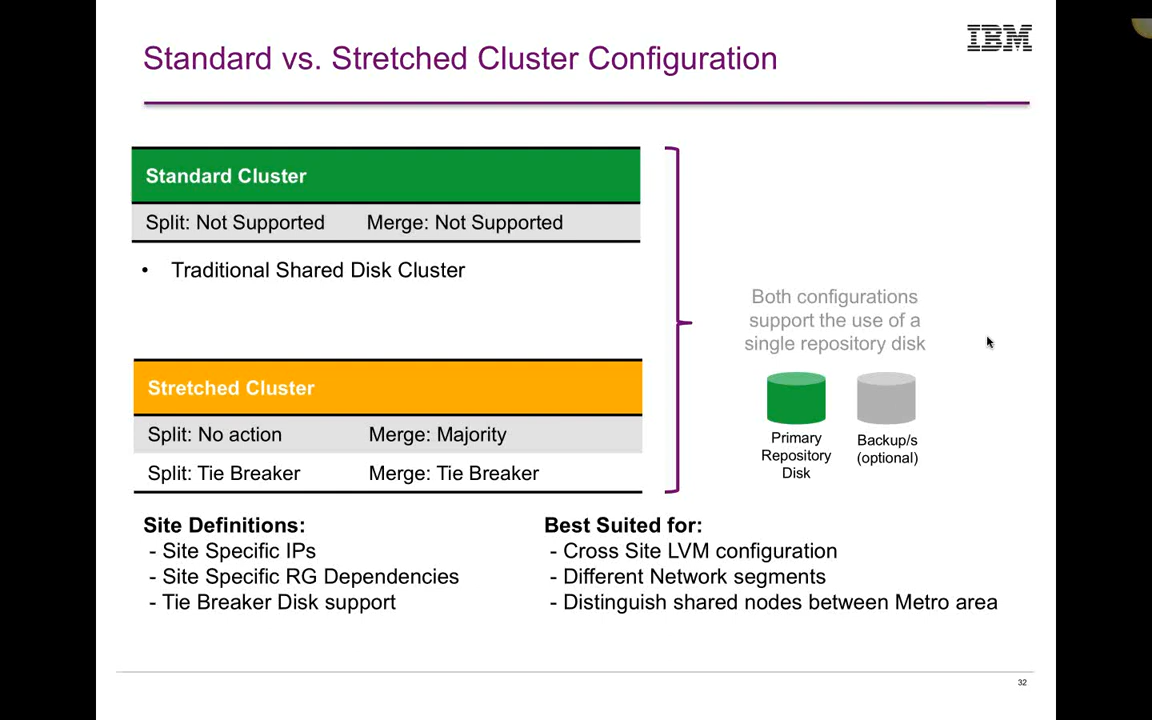 IBM
Standard vs. Stretched Cluster Configuration
Standard Cluster
Split: Not Supported Merge: Not Supported
• Traditional Shared Disk Cluster
Both configurations
support the use of a
single repository disk
Stretched Cluster
Split: No action Merge: Majority
Split: Tie Breaker Merge: Tie Breaker
Primary
Repository
Disk
Backup/s
(optional)
Site Definitions:
- Site Specific IPs
- Site Specific RG Dependencies
- Tie Breaker Disk support
Best Suited for:
- Cross Site LVM configuration
- Different Network segments
- Distinguish shared nodes between Metro area
32